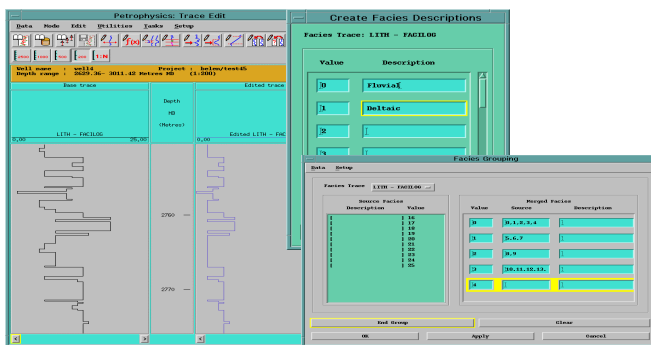 Petrophysics: Trace Edit
Data Mode Edit Utilities Tasks Setup
1:N
Well name : well4 Project : belem/test45
Depth range : 2629.36- 3011.42 Metres MD (1:200)
Base trace
Edited trace
Depth
MD
(Metres)
LITH - FACILOG
0,00 25,00
Edited LITH - FAC
0,00
2760
2770
Create Facies Descriptions
Facies Trace: LITH - FACILOG
Value Description
0 Fluvial
1 Deltaic
2
3
Facies Grouping
Data Setup
Facies Trace LITH - FACILOG
Source Facies
Description Value
16
17
18
19
20
21
22
23
24
25
Merged Facies
Value Source Description
0 0,1,2,3,4
1 5,6,7
2 8,9
3 10,11,12,13,
4
End Group Clear
OK Apply Cancel